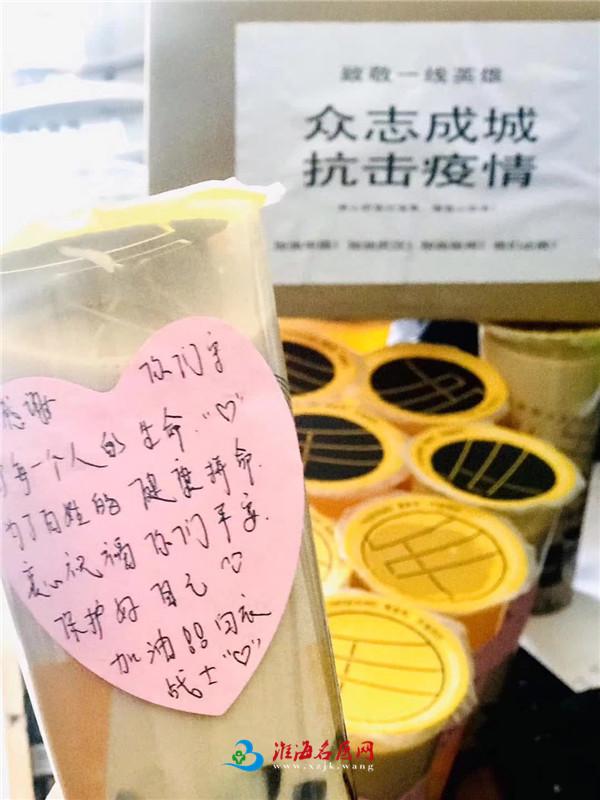 致敬一线英雄
众志成城
抗击疫情
感谢 你们守
每一个人的生命.
为了百姓的健康拼命.
衷心祝福你们平安.
保护好自己
加油!! 白衣
战士
淮海名医网
www.xzjk.wang